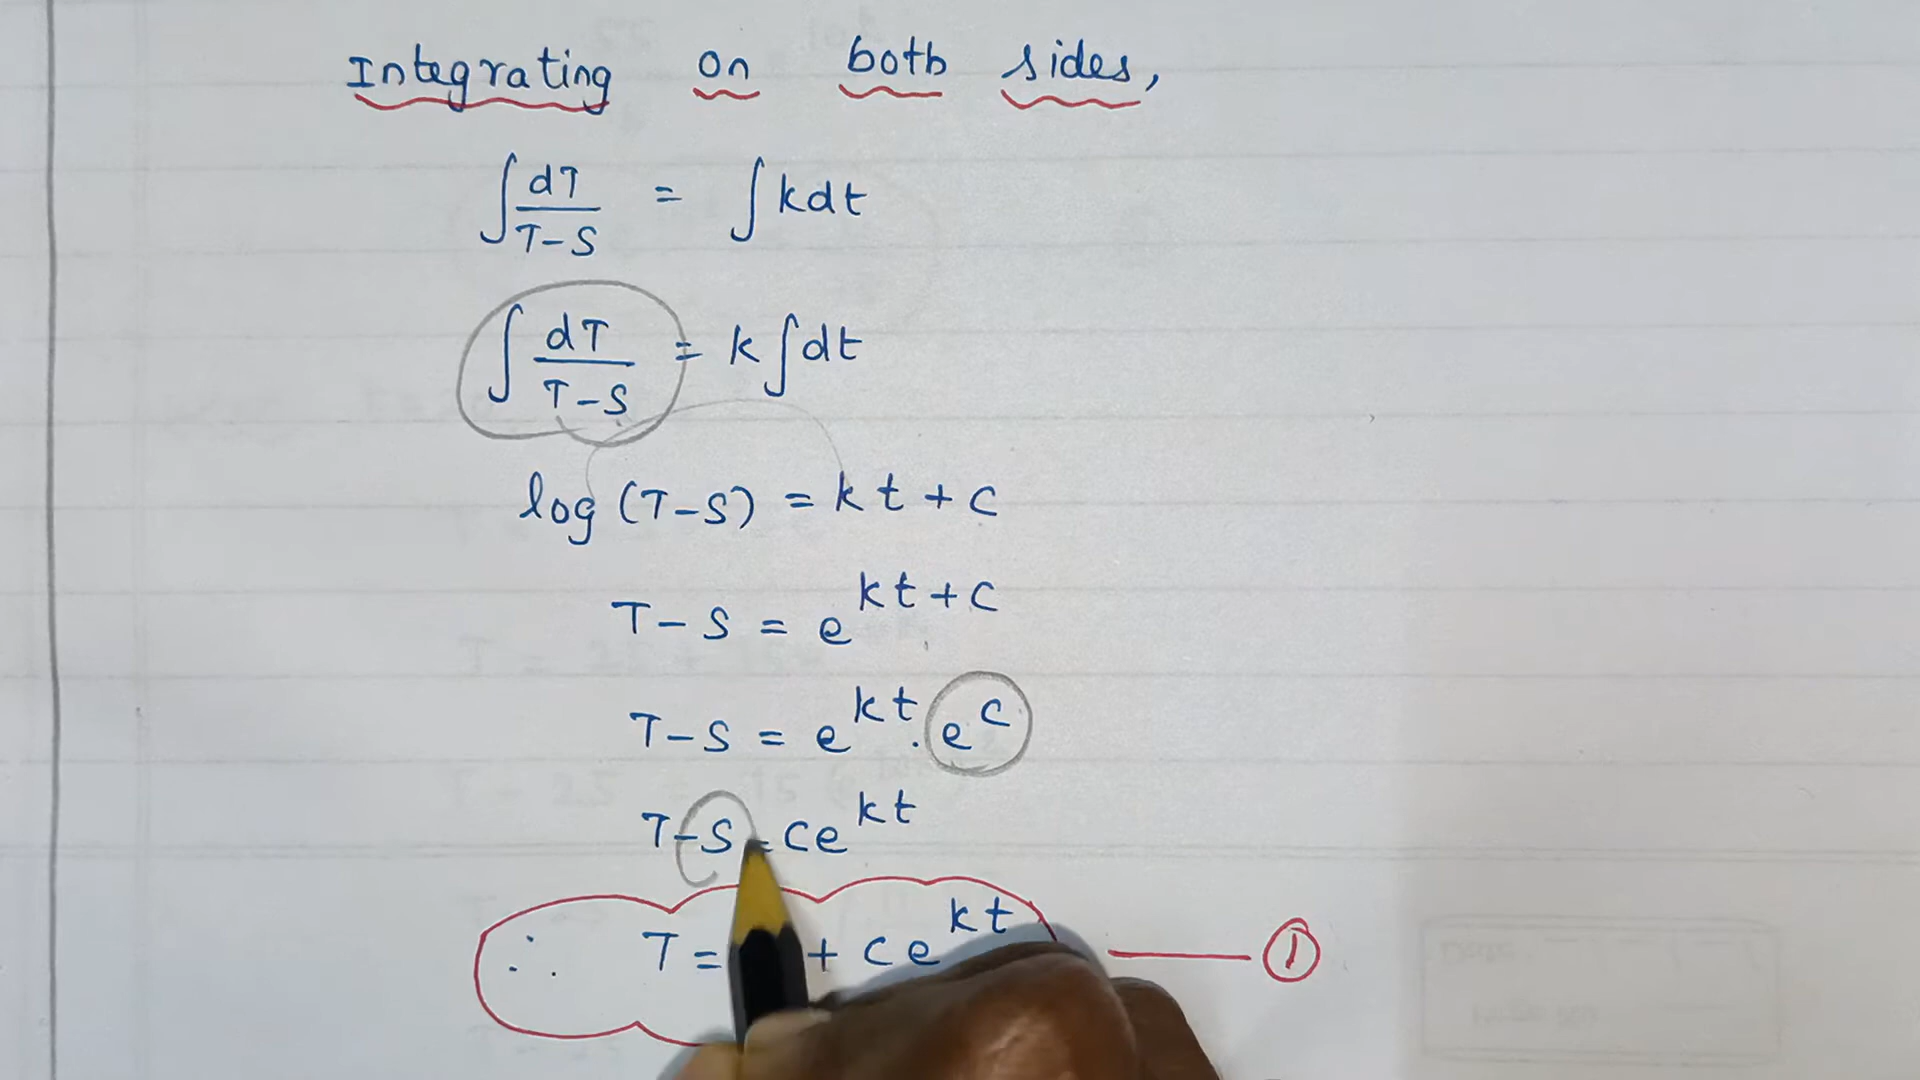 Integrating on both sides,
∫ dT/T-S = ∫ k dt
∫ dT/T-S = k ∫ dt
log (T-S) = kt + c
T-S = e^kt+c
T-S = e^kt . e^c
T-S = ce^kt
∴ T = + ce^kt ①